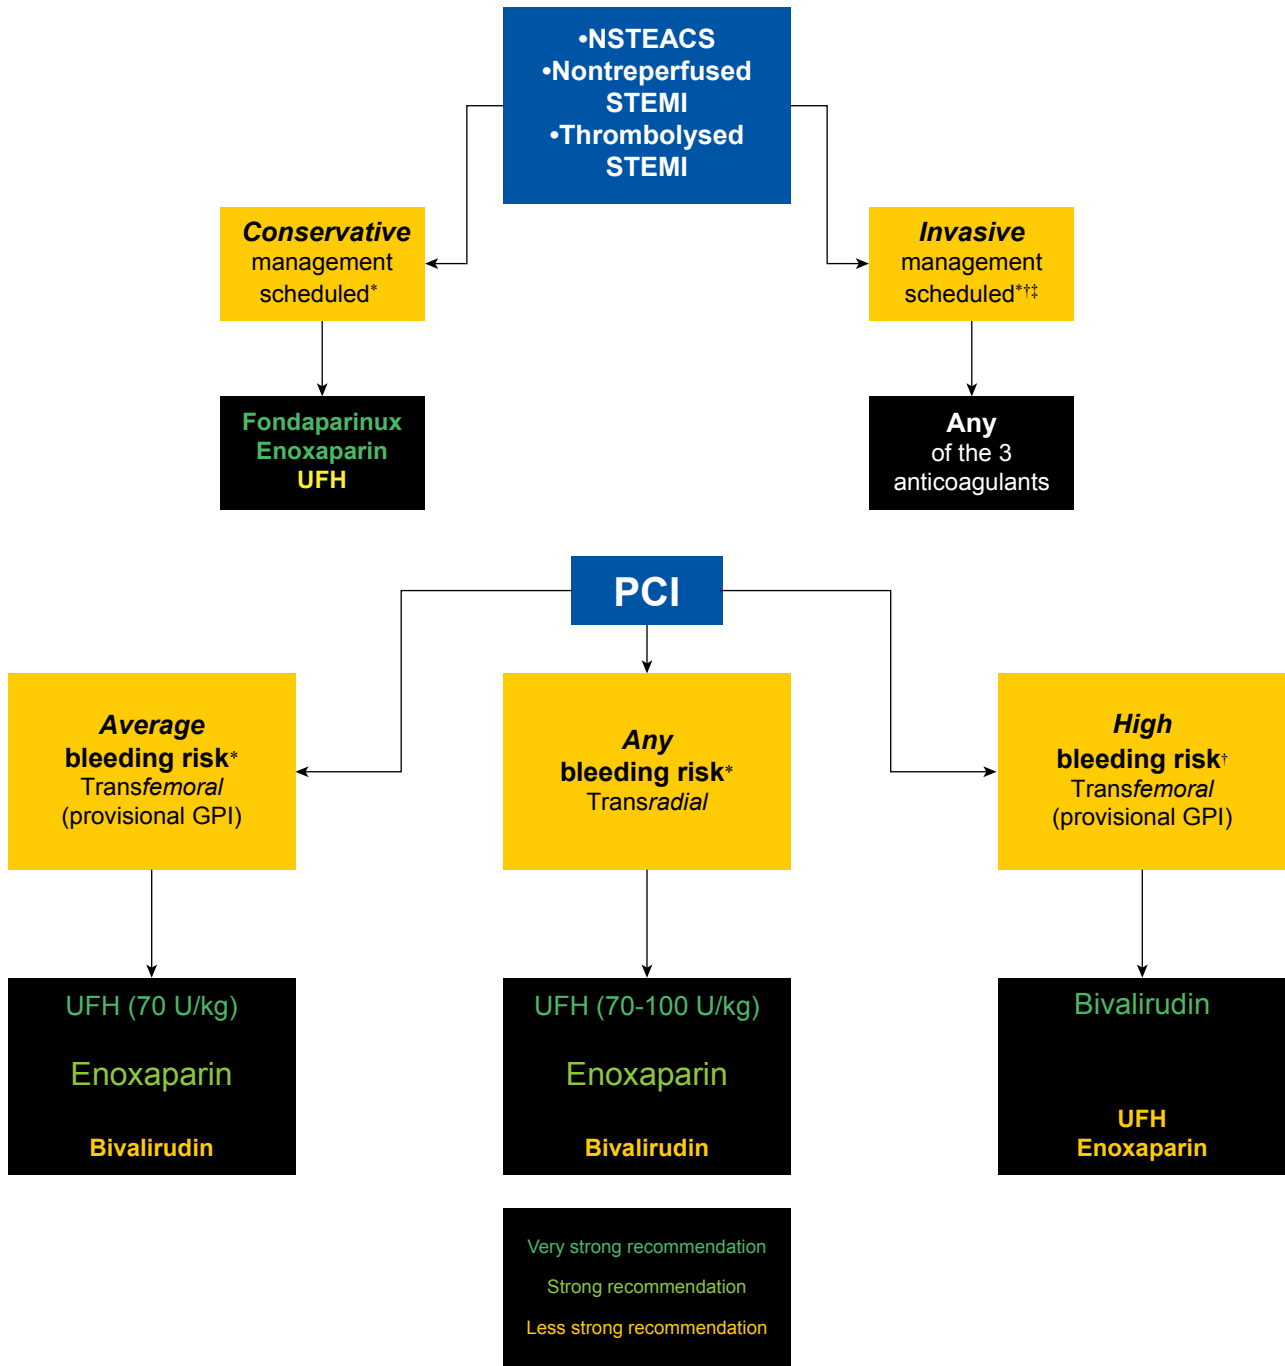 •NSTEACS
•Nontreperfused
STEMI
•Thrombolysed
STEMI
Conservative
management
scheduled*
Invasive
management
scheduled*†‡
Fondaparinux
Enoxaparin
UFH
Any
of the 3
anticoagulants
PCI
Average
bleeding risk*
Transfemoral
(provisional GPI)
Any
bleeding risk*
Transradial
High
bleeding risk†
Transfemoral
(provisional GPI)
UFH (70 U/kg)
Enoxaparin
Bivalirudin
UFH (70-100 U/kg)
Enoxaparin
Bivalirudin
Bivalirudin
UFH
Enoxaparin
Very strong recommendation
Strong recommendation
Less strong recommendation